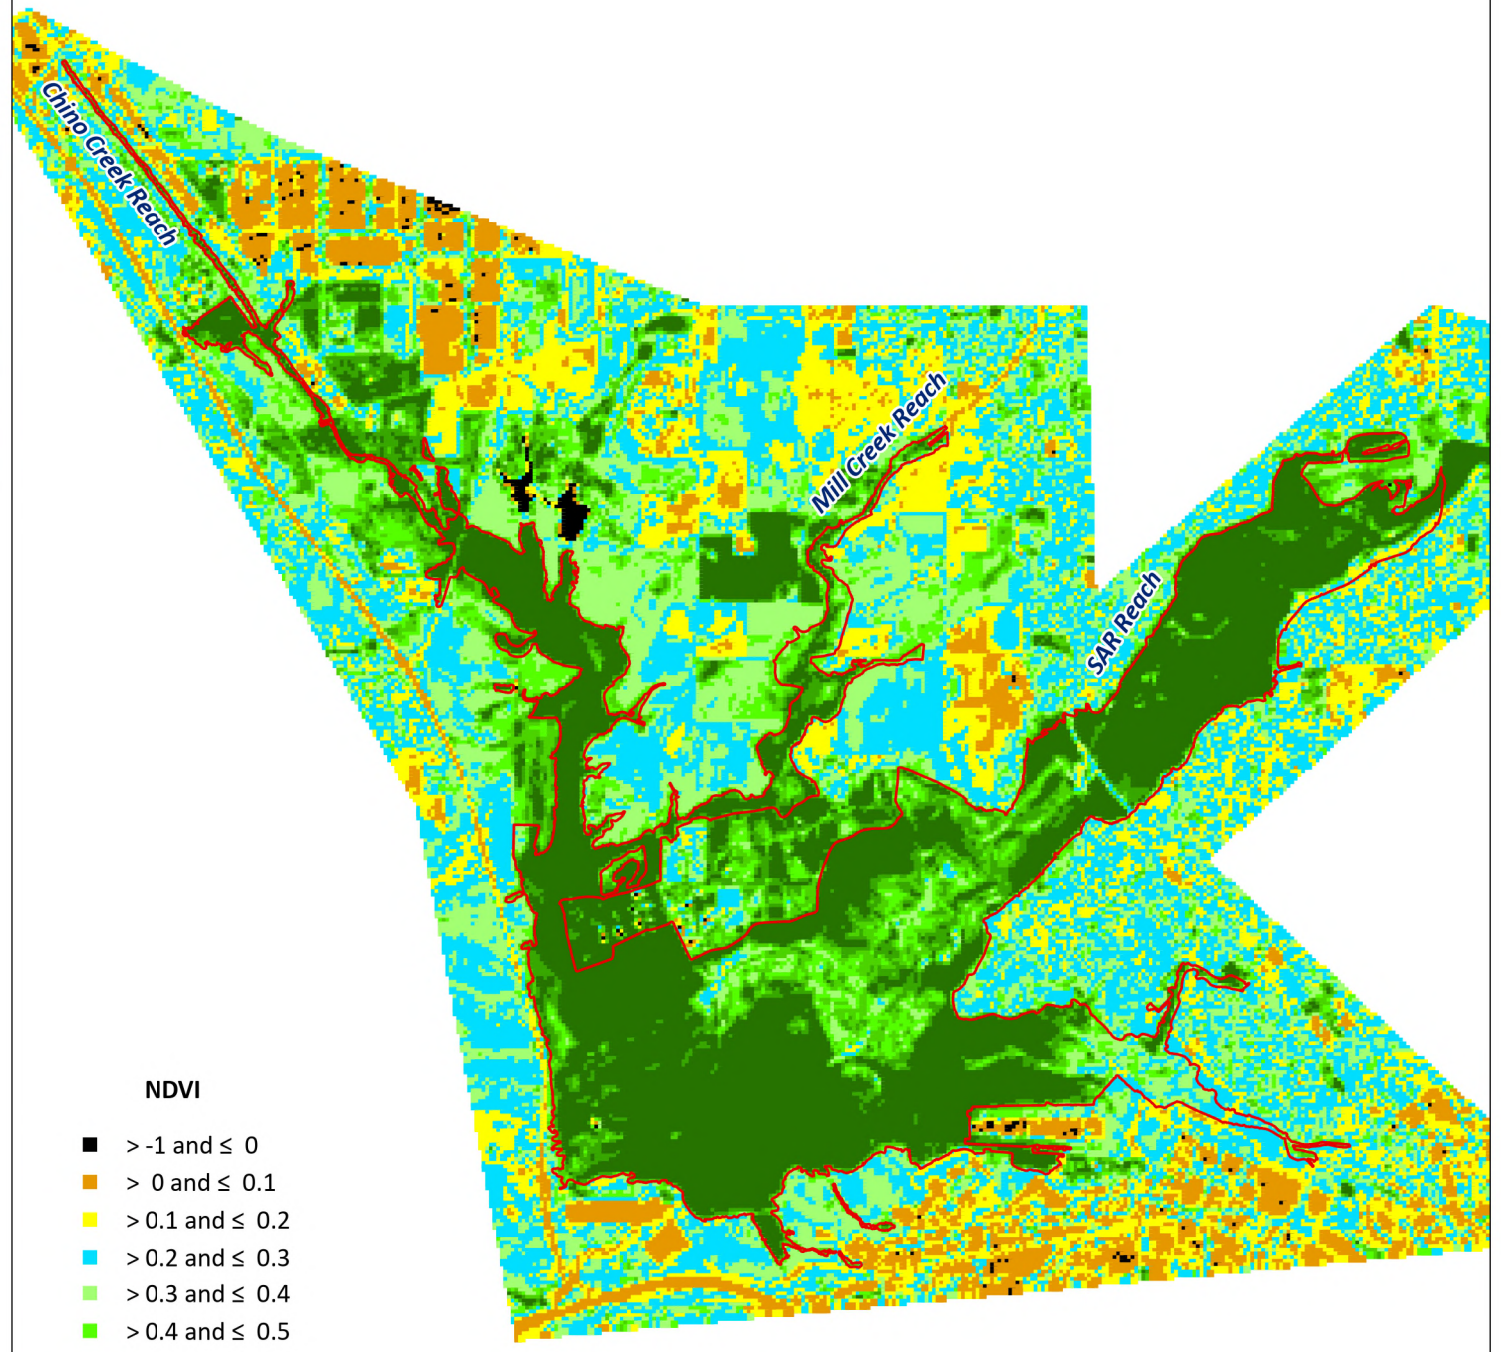 Chino Creek Reach
Mill Creek Reach
SAR Reach
NDVI
> -1 and ≤ 0
> 0 and ≤ 0.1
> 0.1 and ≤ 0.2
> 0.2 and ≤ 0.3
> 0.3 and ≤ 0.4
> 0.4 and ≤ 0.5